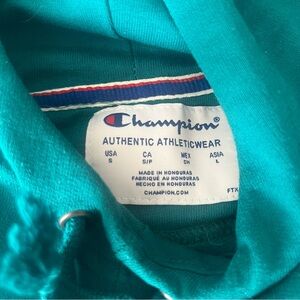 Champion®
AUTHENTIC ATHLETICWEAR
USA CA MEX ASIA
S S/P CH L
MADE IN HONDURAS
FABRIQUÉ AU HONDURAS
HECHO EN HONDURAS
CHAMPION.COM